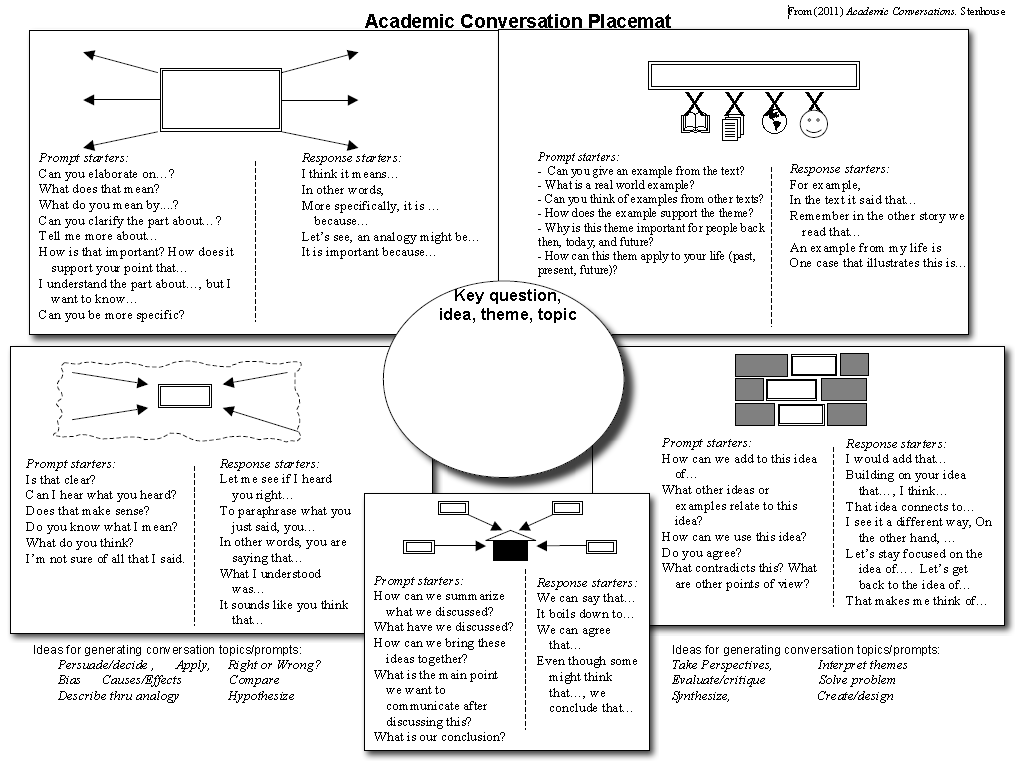 Academic Conversation Placemat
From (2011) Academic Conversations. Stenhouse
Prompt starters:
Can you elaborate on…?
What does that mean?
What do you mean by....?
Can you clarify the part about…?
Tell me more about…
How is that important? How does it
support your point that…
I understand the part about…, but I
want to know…
Can you be more specific?
Response starters:
I think it means…
In other words,
More specifically, it is …
because…
Let's see, an analogy might be…
It is important because…
Prompt starters:
- Can you give an example from the text?
- What is a real world example?
- Can you think of examples from other texts?
- How does the example support the theme?
- Why is this theme important for people back
then, today, and future?
- How can this them apply to your life (past,
present, future)?
Response starters:
For example,
In the text it said that…
Remember in the other story we
read that…
An example from my life is
One case that illustrates this is…
Key question,
idea, theme, topic
Prompt starters:
Is that clear?
Can I hear what you heard?
Does that make sense?
Do you know what I mean?
What do you think?
I'm not sure of all that I said.
Response starters:
Let me see if I heard
you right…
To paraphrase what you
just said, you…
In other words, you are
saying that…
What I understood
was…
It sounds like you think
that…
Prompt starters:
How can we summarize
what we discussed?
What have we discussed?
How can we bring these
ideas together?
What is the main point
we want to
communicate after
discussing this?
What is our conclusion?
Response starters:
We can say that…
It boils down to…
We can agree
that…
Even though some
might think
that…, we
conclude that…
Prompt starters:
How can we add to this idea
of…
What other ideas or
examples relate to this
idea?
How can we use this idea?
Do you agree?
What contradicts this? What
are other points of view?
Response starters:
I would add that…
Building on your idea
that…, I think…
That idea connects to…
I see it a different way, On
the other hand, …
Let's stay focused on the
idea of…. Let's get
back to the idea of…
That makes me think of…
Ideas for generating conversation topics/prompts:
Persuade/decide, Apply, Right or Wrong?
Bias Causes/Effects Compare
Describe thru analogy Hypothesize
Ideas for generating conversation topics/prompts:
Take Perspectives, Interpret themes
Evaluate/critique Solve problem
Synthesize, Create/design